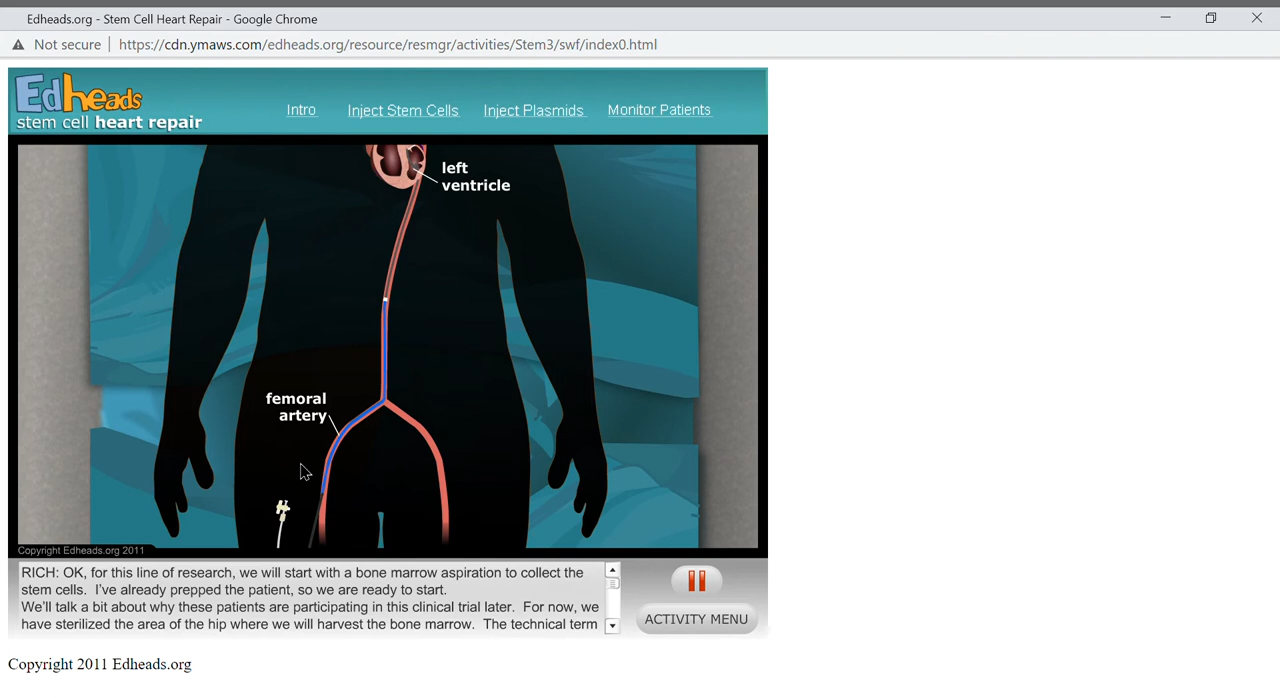 Edheads.org - Stem Cell Heart Repair - Google Chrome
Not secure | https://cdn.ymaws.com/edheads.org/resource/resmgr/activities/Stem3/swf/index0.html
Edheads
stem cell heart repair
Intro Inject Stem Cells Inject Plasmids Monitor Patients
left
ventricle
femoral
artery
Copyright Edheads.org 2011
RICH: OK, for this line of research, we will start with a bone marrow aspiration to collect the
stem cells. I've already prepped the patient, so we are ready to start.
We'll talk a bit about why these patients are participating in this clinical trial later. For now, we
have sterilized the area of the hip where we will harvest the bone marrow. The technical term
ACTIVITY MENU
Copyright 2011 Edheads.org